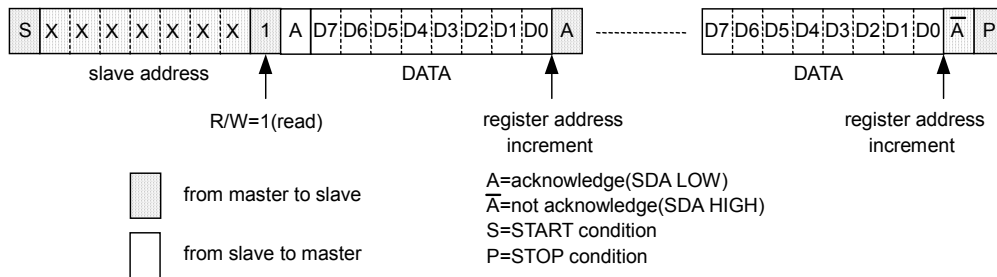 S X X X X X X X 1 A D7 D6 D5 D4 D3 D2 D1 D0 A D7 D6 D5 D4 D3 D2 D1 D0 A̅ P
slave address DATA DATA
R/W=1(read) register address increment register address increment
from master to slave
from slave to master
A=acknowledge(SDA LOW)
A̅=not acknowledge(SDA HIGH)
S=START condition
P=STOP condition